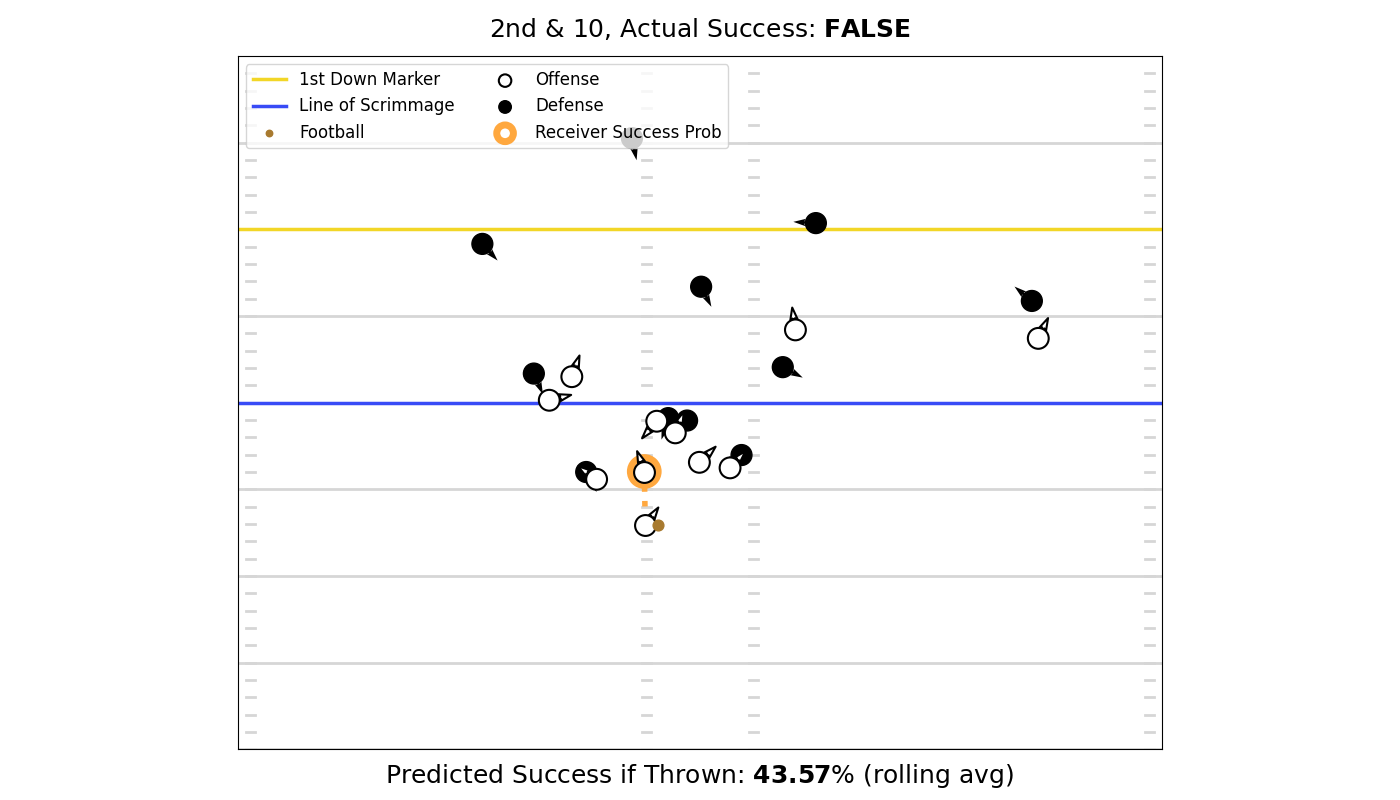 2nd & 10, Actual Success: FALSE
1st Down Marker
Line of Scrimmage
Football
Offense
Defense
Receiver Success Prob
Predicted Success if Thrown: 43.57% (rolling avg)